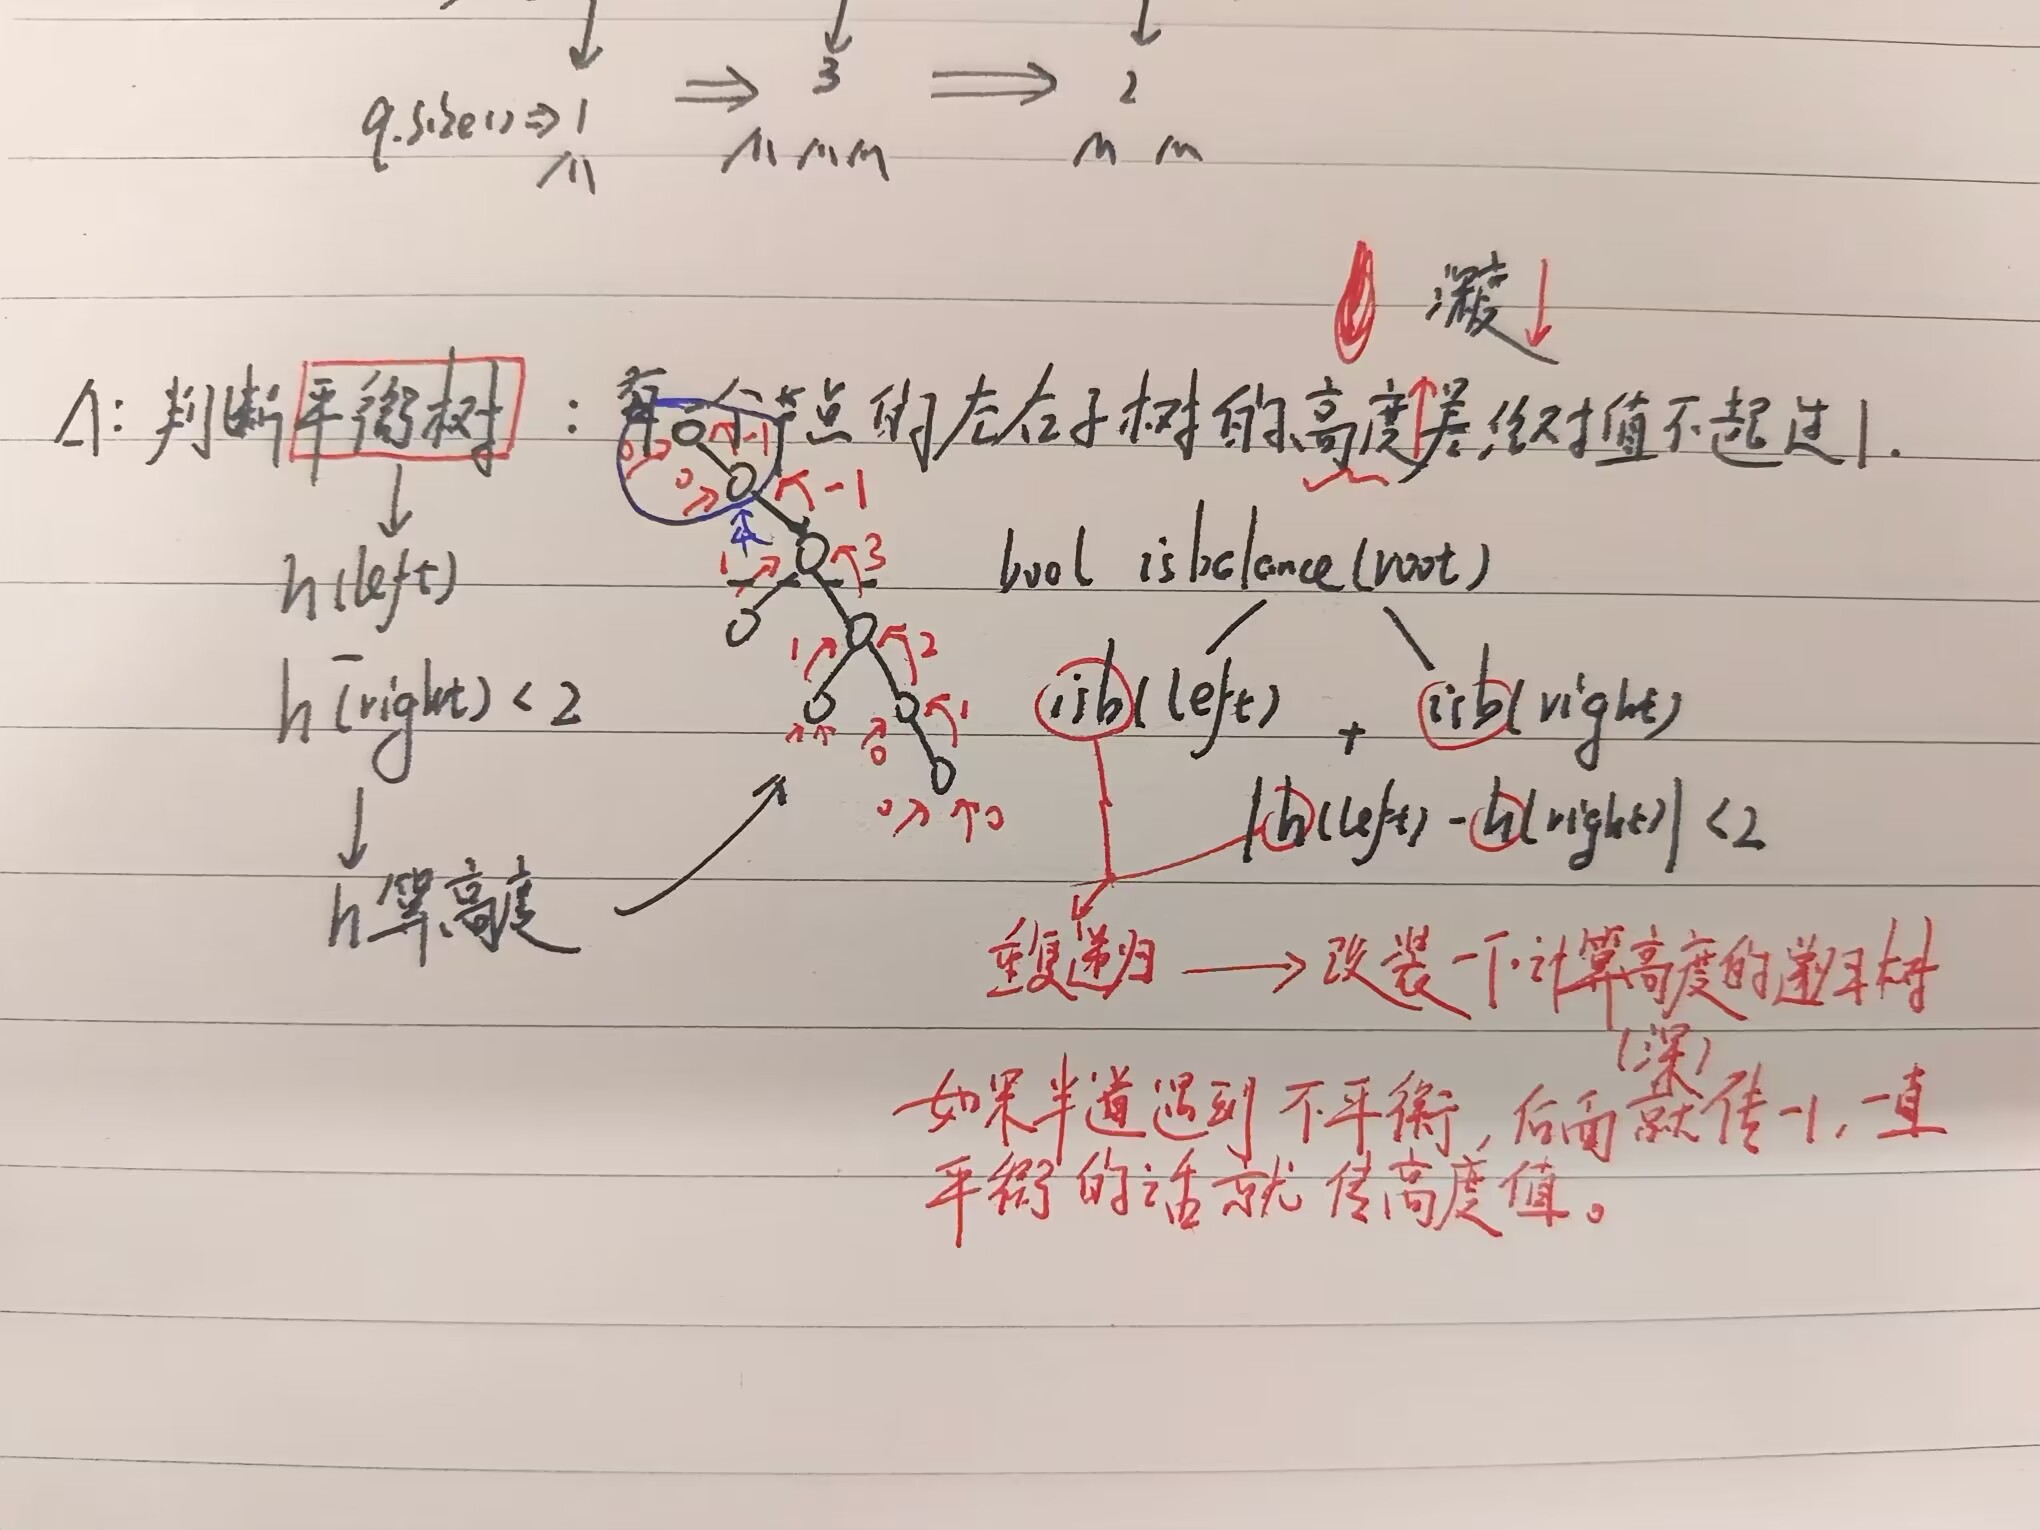 q.size() ⇒ 1 ⇒ 3 ⇒ 2
深度↓
Δ: 判断平衡树 : 每一个节点的左右子树的高度↑差绝对值不超过1.
h(left)
-
h(right) < 2
h算高度
0 -1
0 -1
1 3
1 2
0 1
0 0
bool isbalance(root)
isb(left) + isb(right)
|h(left) - h(right)| < 2
重复递归 → 改装一下计算高度的递归树
(深)
如果半道遇到不平衡, 后面就传-1, 一直
平衡的话就传高度值。